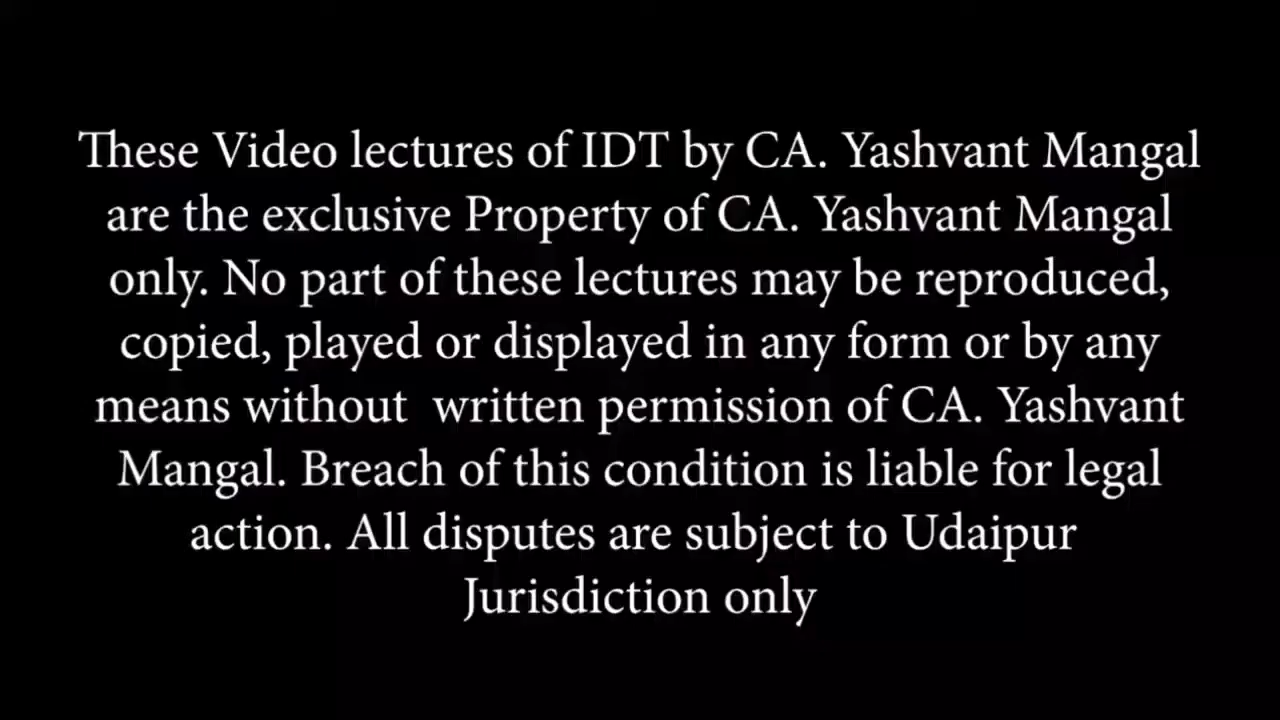 These Video lectures of IDT by CA. Yashvant Mangal
are the exclusive Property of CA. Yashvant Mangal
only. No part of these lectures may be reproduced,
copied, played or displayed in any form or by any
means without  written permission of CA. Yashvant
Mangal. Breach of this condition is liable for legal
action. All disputes are subject to Udaipur
Jurisdiction only